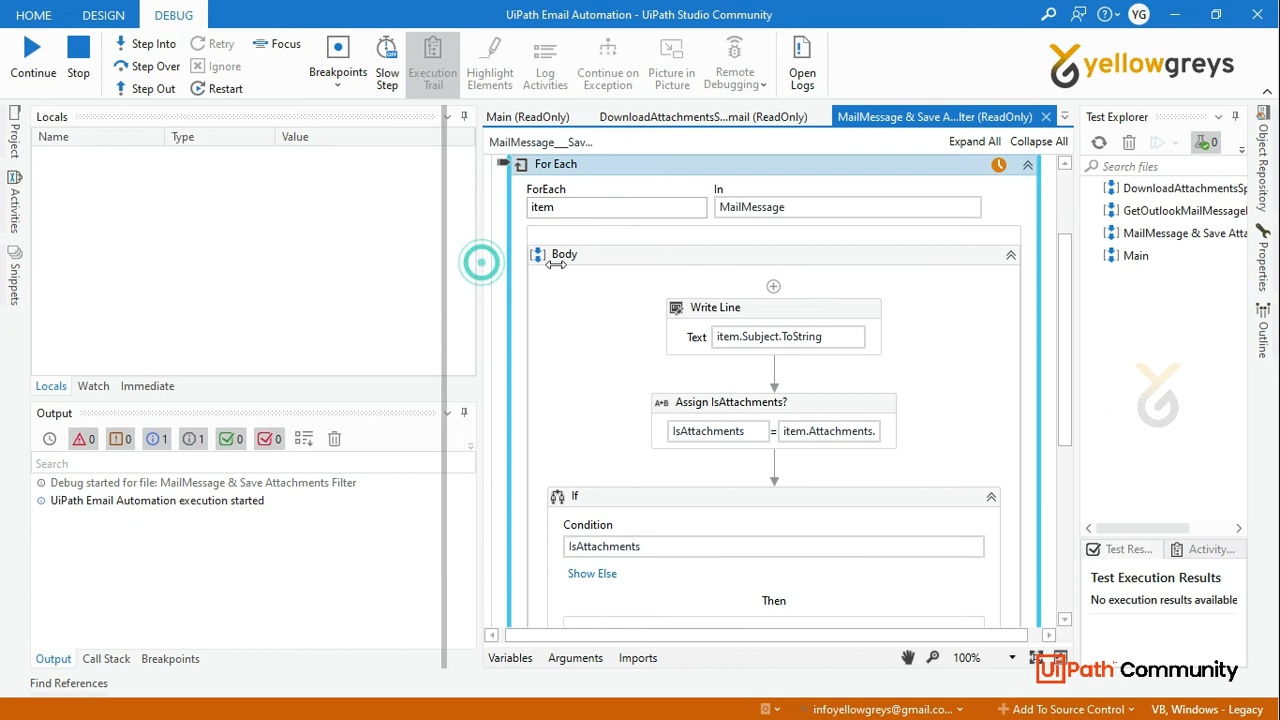 HOME DESIGN DEBUG
UiPath Email Automation - UiPath Studio Community
YG
Continue
Stop
Step Into
Step Over
Step Out
Retry
Ignore
Restart
Focus
Breakpoints
Slow Step
Execution Trail
Highlight Elements
Log Activities
Continue on Exception
Picture in Picture
Remote Debugging
Open Logs
yellowgreys
Project
Activities
Snippets
Locals
Name Type Value
Locals Watch Immediate
Output
0 0 1 1 0 0
Search
Debug started for file: MailMessage & Save Attachments Filter
UiPath Email Automation execution started
Output Call Stack Breakpoints
Find References
Main (ReadOnly) DownloadAttachmentsS...mail (ReadOnly) MailMessage & Save A...lter (ReadOnly)
MailMessage__Sav... Expand All Collapse All
For Each
ForEach In
item MailMessage
Body
Write Line
Text item.Subject.ToString
Assign IsAttachments?
IsAttachments = item.Attachments.
If
Condition
IsAttachments
Show Else
Then
Variables Arguments Imports
100%
Test Explorer
0
Search files
DownloadAttachmentsSp
GetOutlookMailMessageI
MailMessage & Save Atta
Main
Test Res... Activity...
Test Execution Results
No execution results available
Object Repository
Properties
Outline
UiPath Community
infoyellowgreys@gmail.co...
Add To Source Control
VB, Windows - Legacy